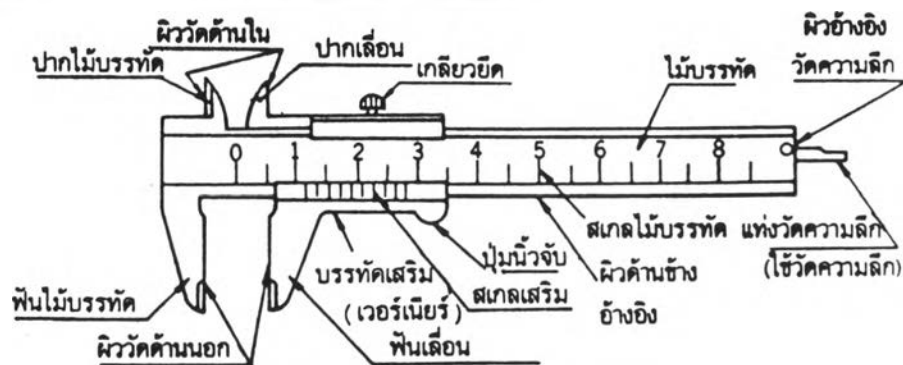 ผิววัดด้านใน
ปากไม้บรรทัด
ปากเลื่อน
เกลียวยึด
ไม้บรรทัด
ผิวอ้างอิง
วัดความลึก
0 1 2 3 4 5 6 7 8
สเกลไม้บรรทัด
แท่งวัดความลึก
(ใช้วัดความลึก)
ปุ่มนิ้วจับ
ผิวด้านข้าง
อ้างอิง
บรรทัดเสริม
(เวอร์เนียร์)
สเกลเสริม
ฟันไม้บรรทัด
ผิววัดด้านนอก
ฟันเลื่อน